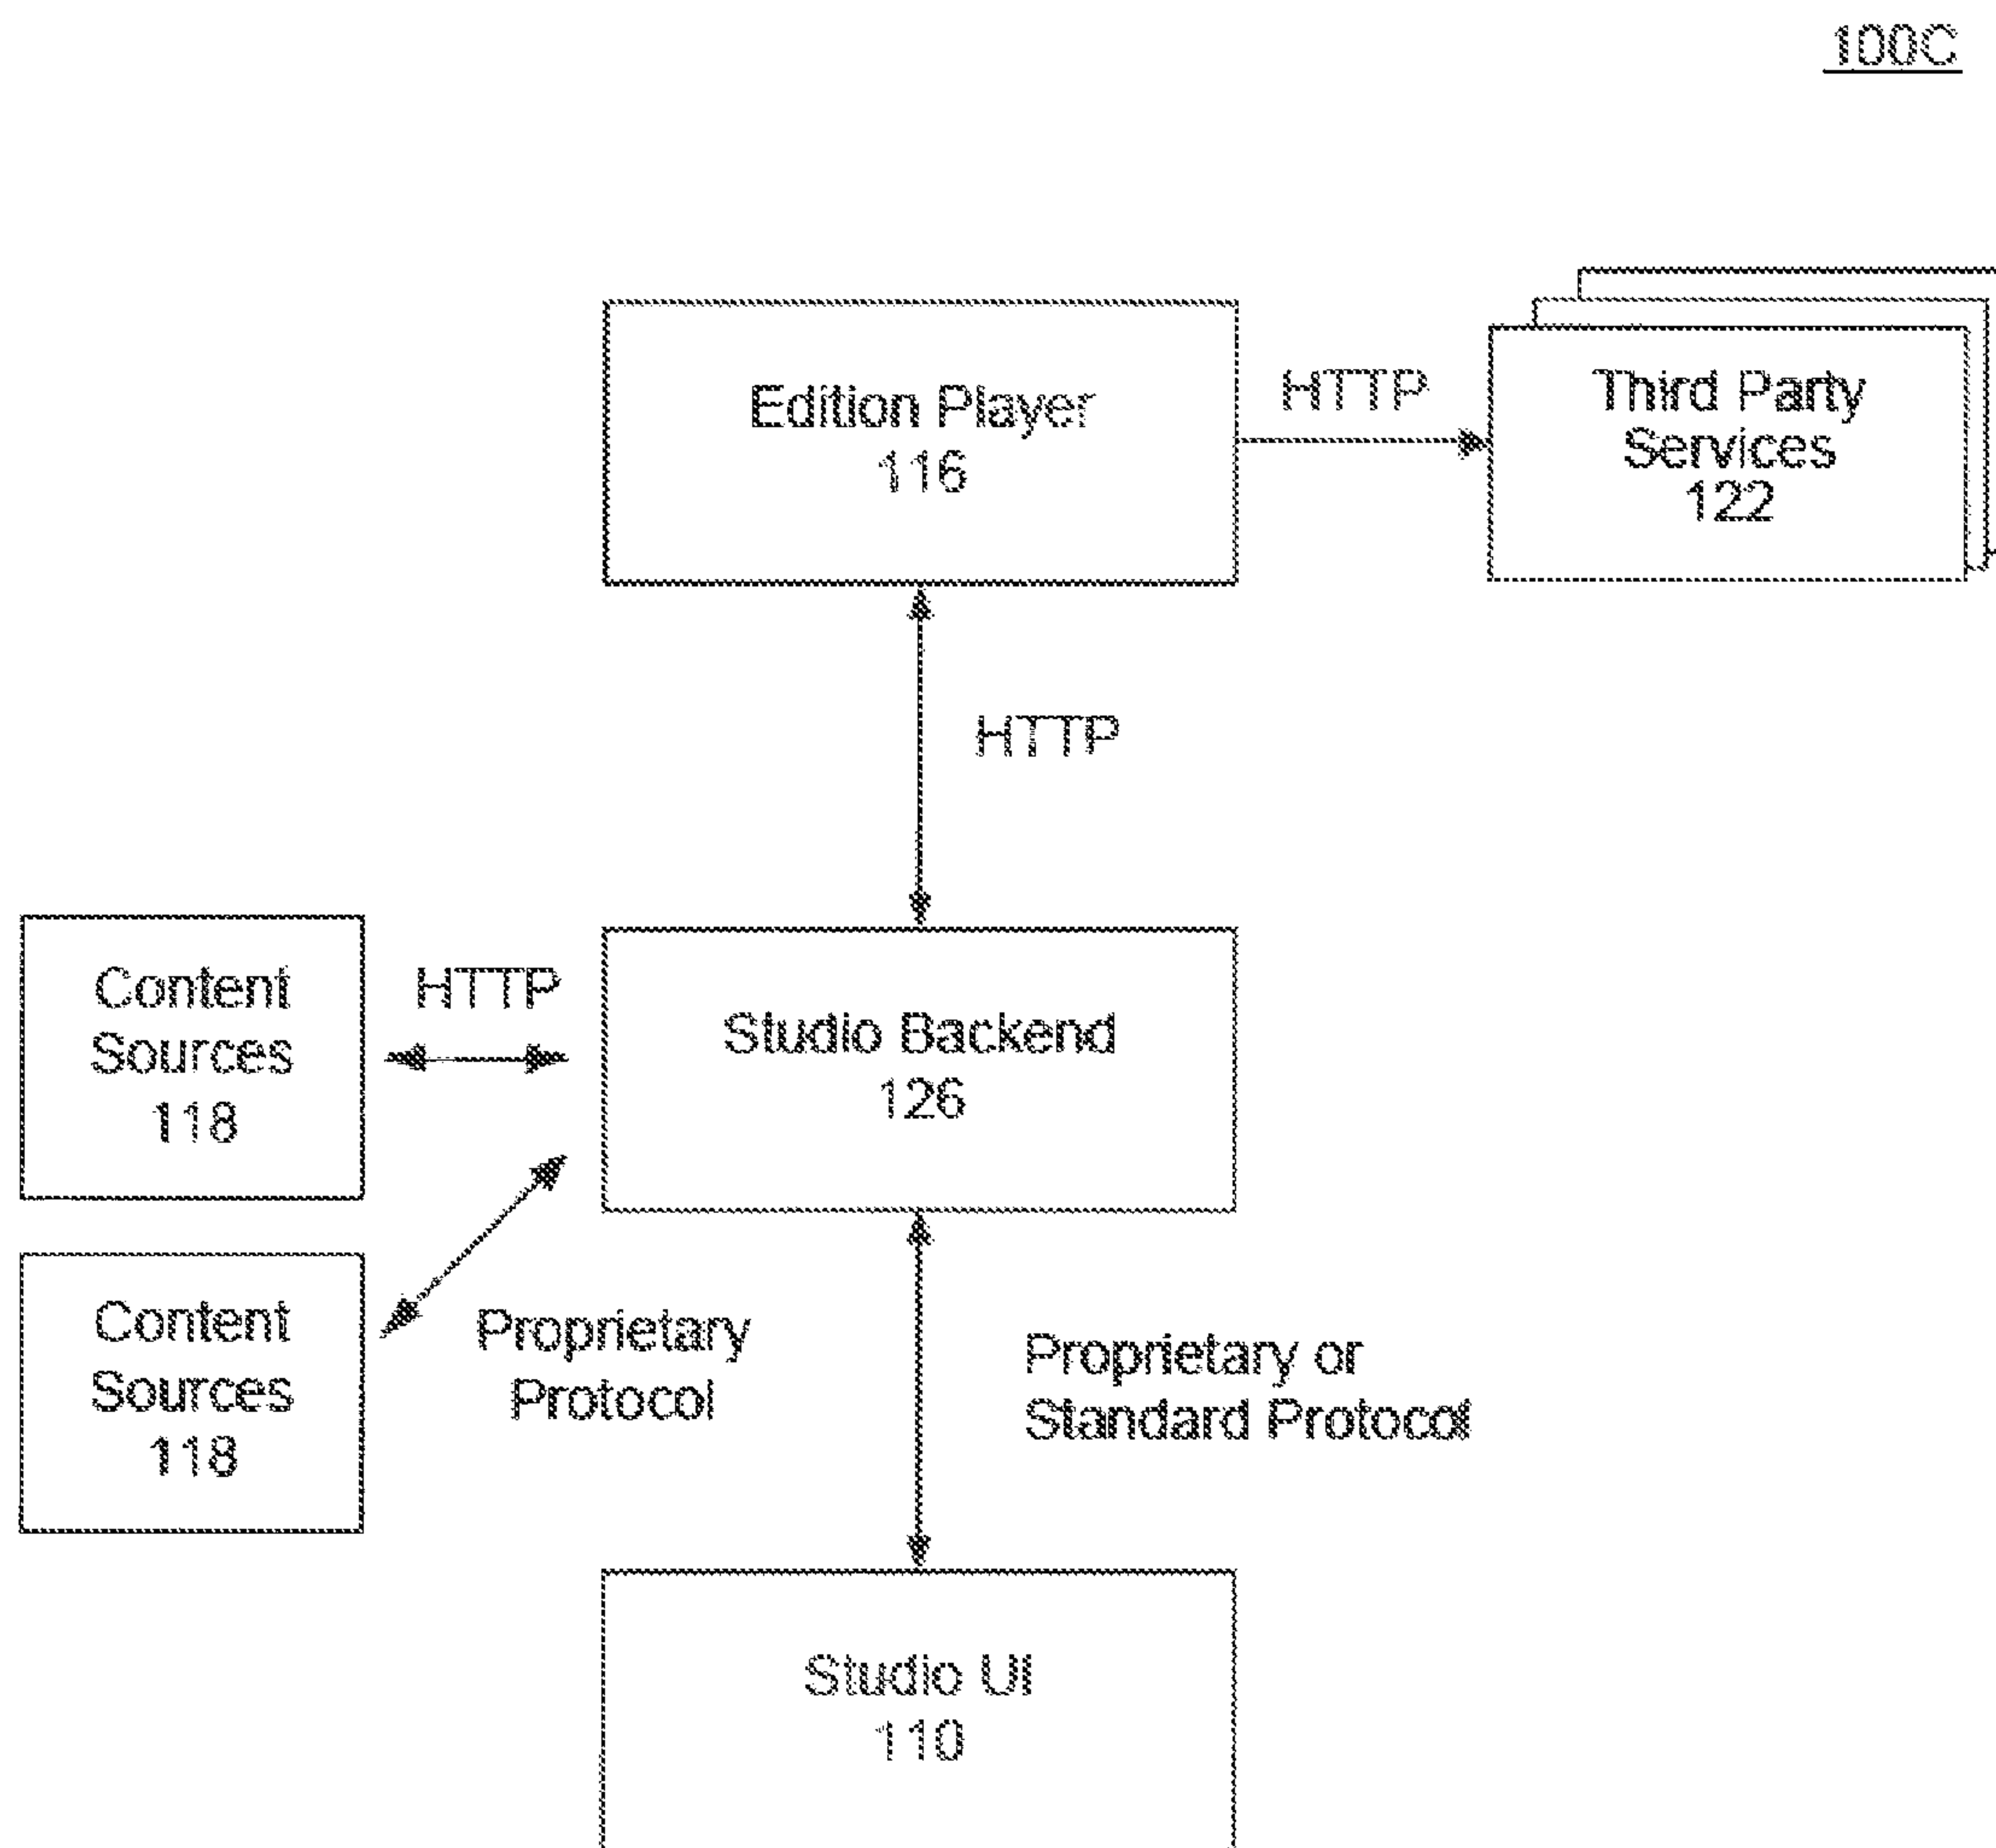 100C
Edition Player
116
HTTP
Third Party
Services
122
HTTP
Content
Sources
118
HTTP
Studio Backend
126
Content
Sources
118
Proprietary
Protocol
Proprietary or
Standard Protocol
Studio UI
110